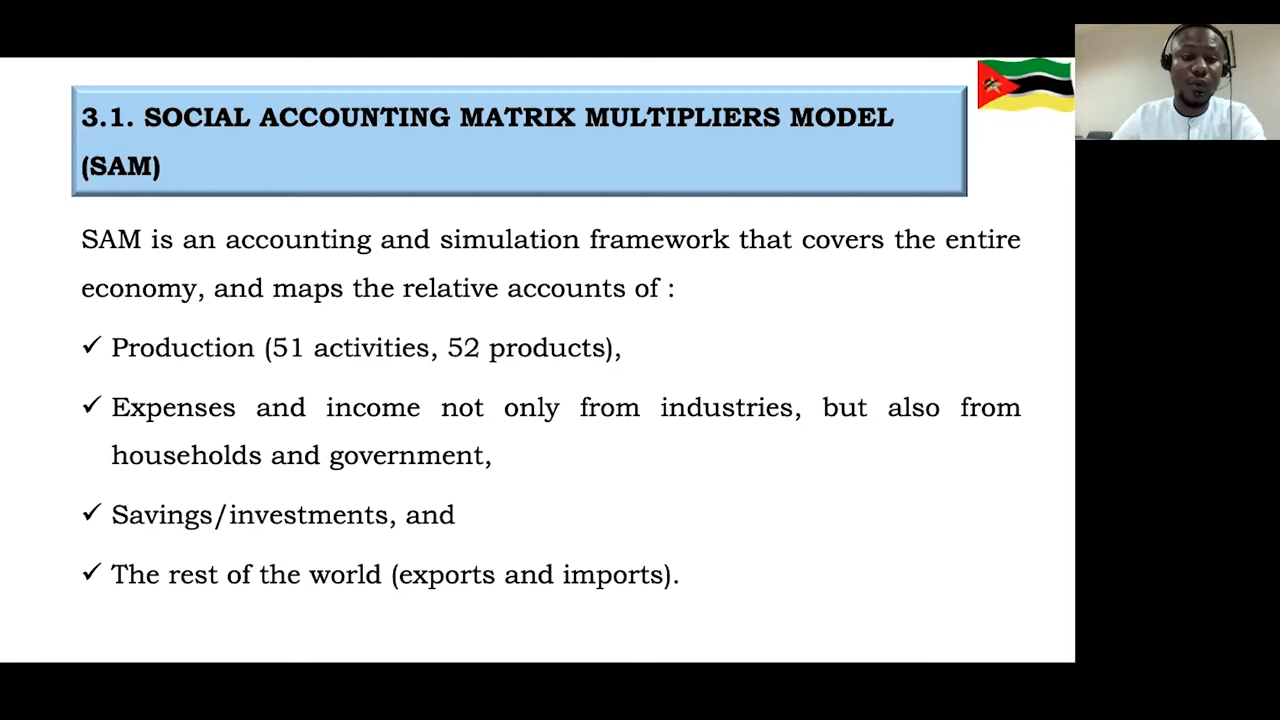 3.1. SOCIAL ACCOUNTING MATRIX MULTIPLIERS MODEL
(SAM)
SAM is an accounting and simulation framework that covers the entire
economy, and maps the relative accounts of :
✓ Production (51 activities, 52 products),
✓ Expenses and income not only from industries, but also from
households and government,
✓ Savings/investments, and
✓ The rest of the world (exports and imports).